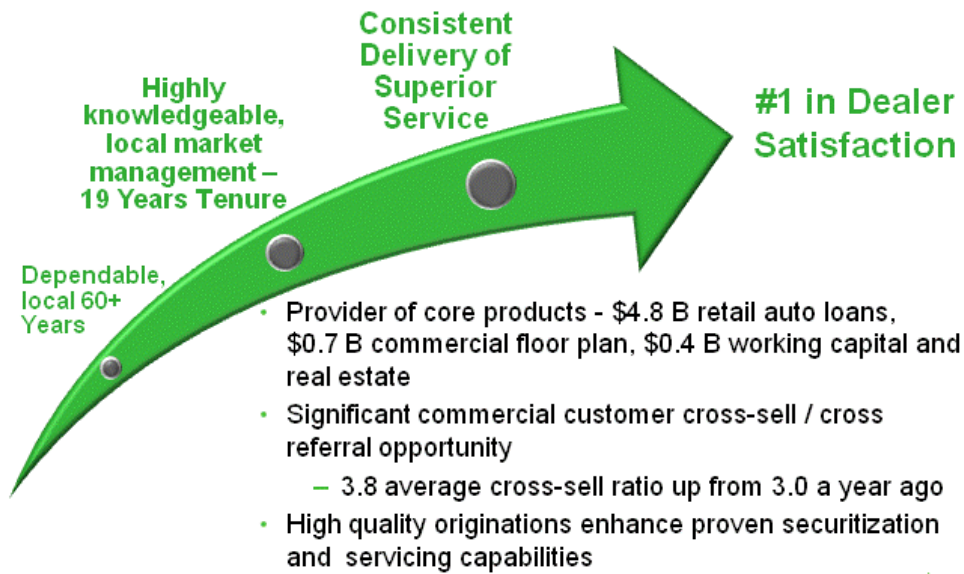 Consistent
Delivery of
Superior
Service
Highly
knowledgeable,
local market
management –
19 Years Tenure
#1 in Dealer
Satisfaction
Dependable,
local 60+
Years
• Provider of core products - $4.8 B retail auto loans,
$0.7 B commercial floor plan, $0.4 B working capital and
real estate
• Significant commercial customer cross-sell / cross
referral opportunity
– 3.8 average cross-sell ratio up from 3.0 a year ago
• High quality originations enhance proven securitization
and servicing capabilities